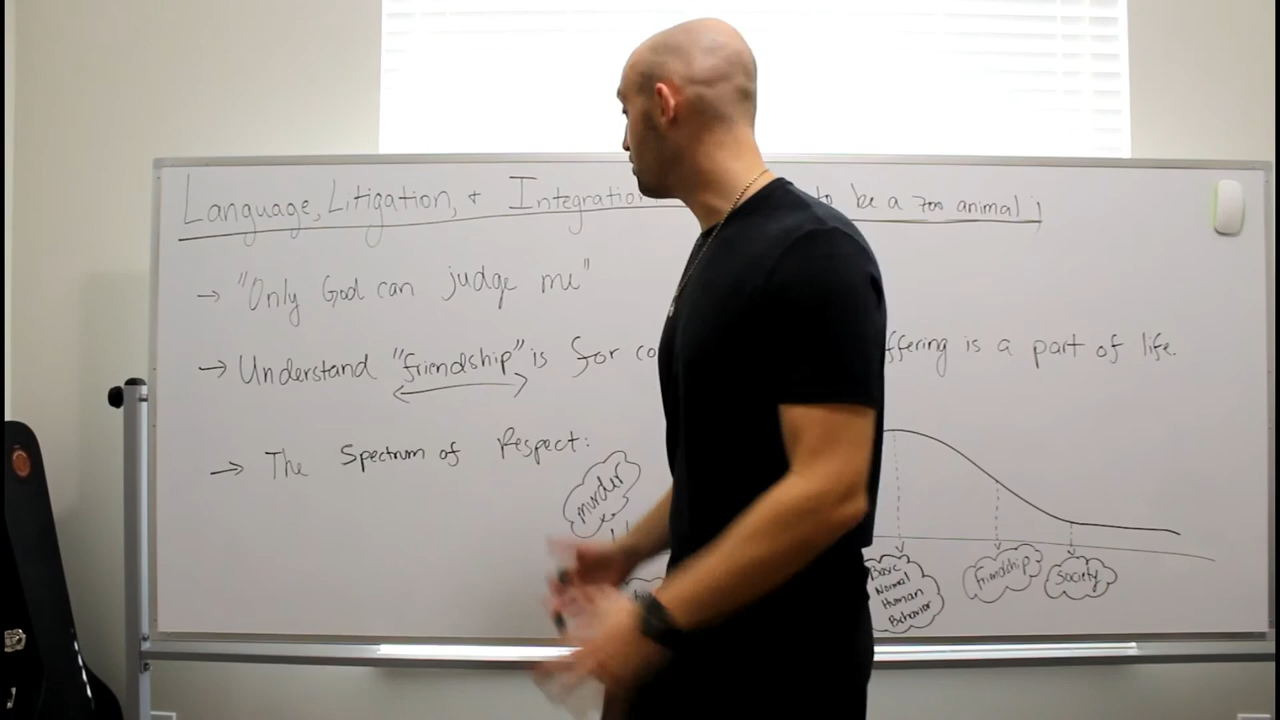 Language, Litigation, + Integration to be a zoo animal ;
→ "Only God can judge me"
→ Understand "friendship" is for co ffering is a part of life.
→ The Spectrum of Respect:
murder
Basic
Normal
Human
Behavior
friendship
society